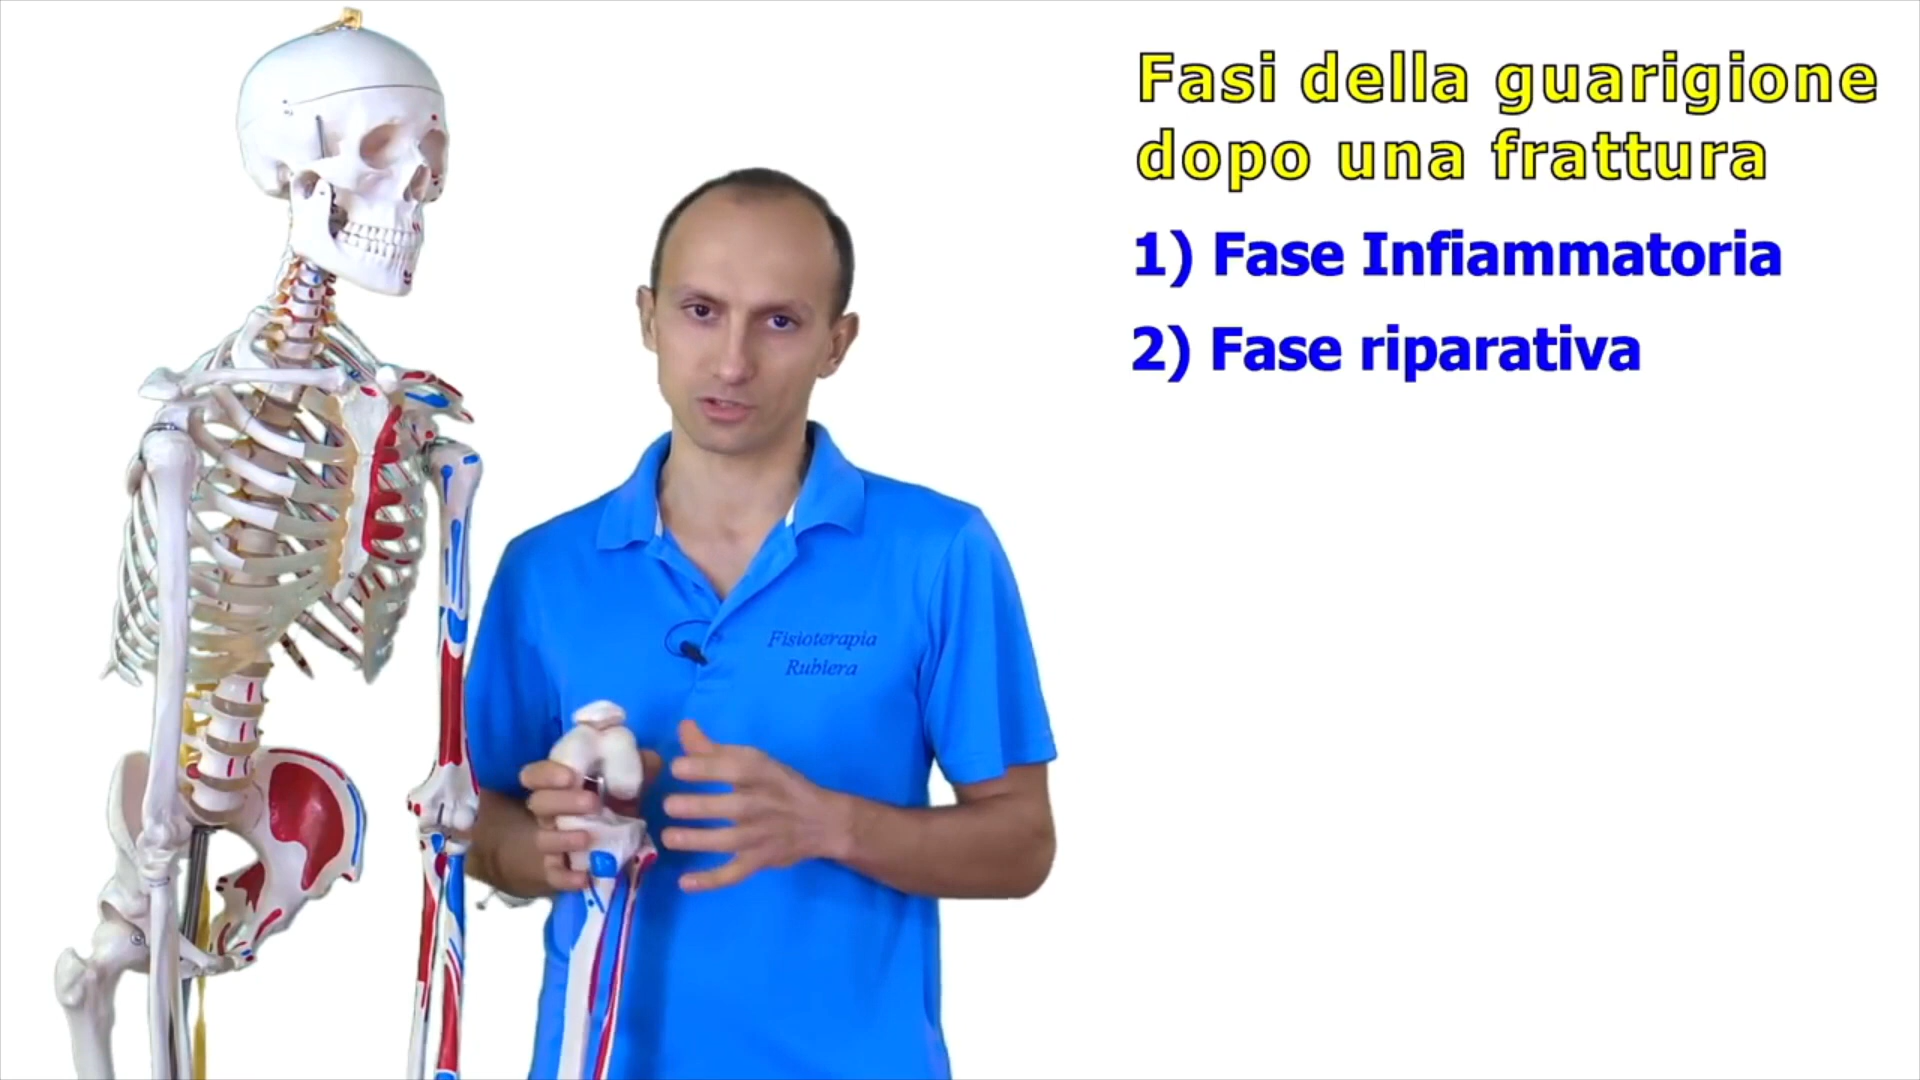 Fasi della guarigione
dopo una frattura
1) Fase Infiammatoria
2) Fase riparativa
Fisioterapia
Rubiera